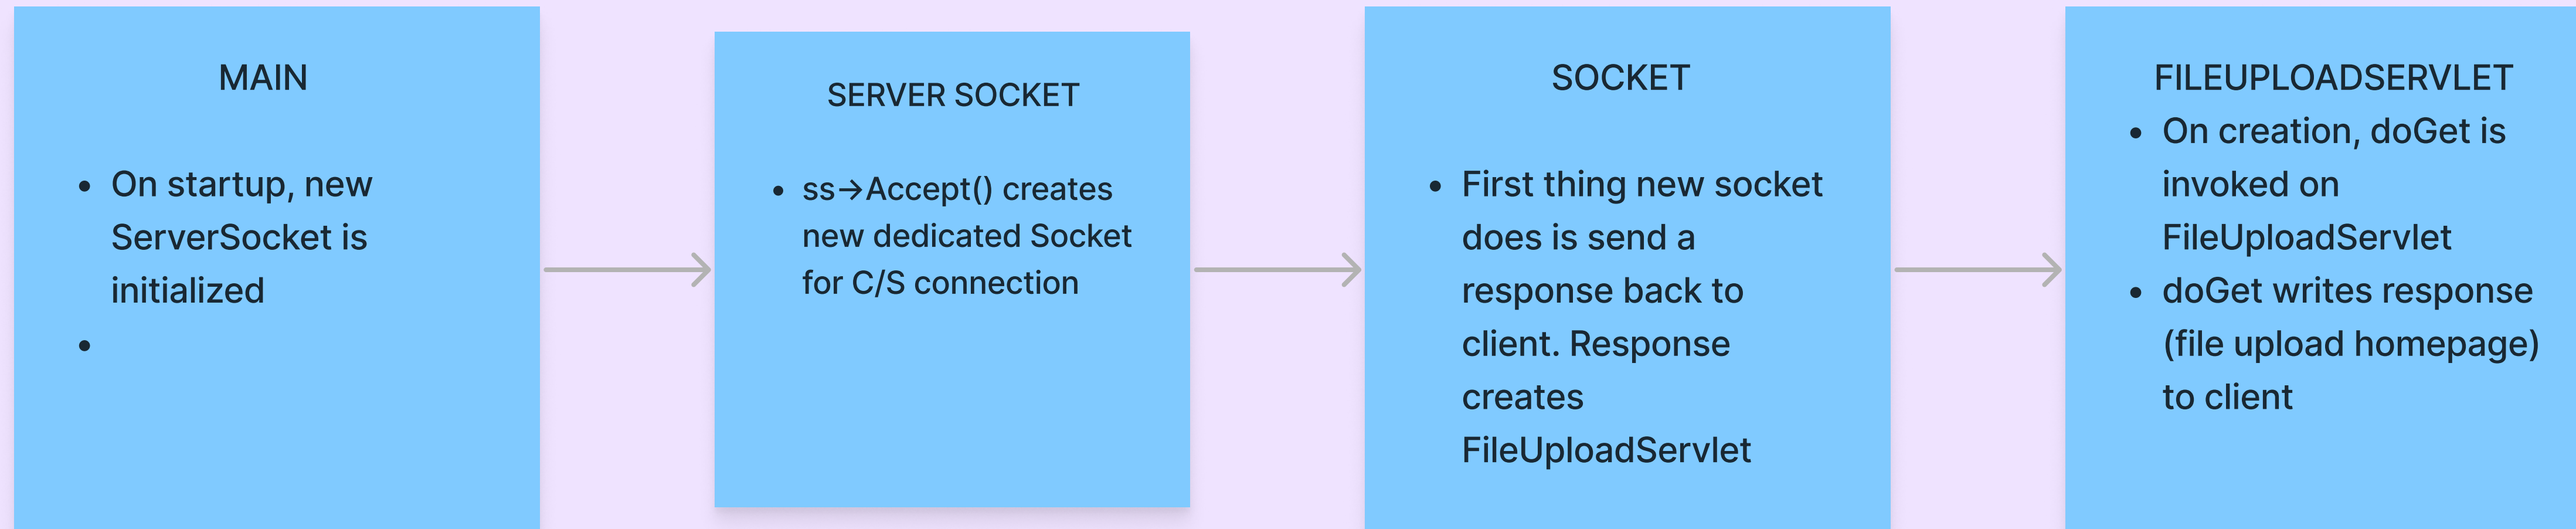 MAIN
• On startup, new
ServerSocket is
initialized
•
SERVER SOCKET
• ss→Accept() creates
new dedicated Socket
for C/S connection
SOCKET
• First thing new socket
does is send a
response back to
client. Response
creates
FileUploadServlet
FILEUPLOADSERVLET
• On creation, doGet is
invoked on
FileUploadServlet
• doGet writes response
(file upload homepage)
to client